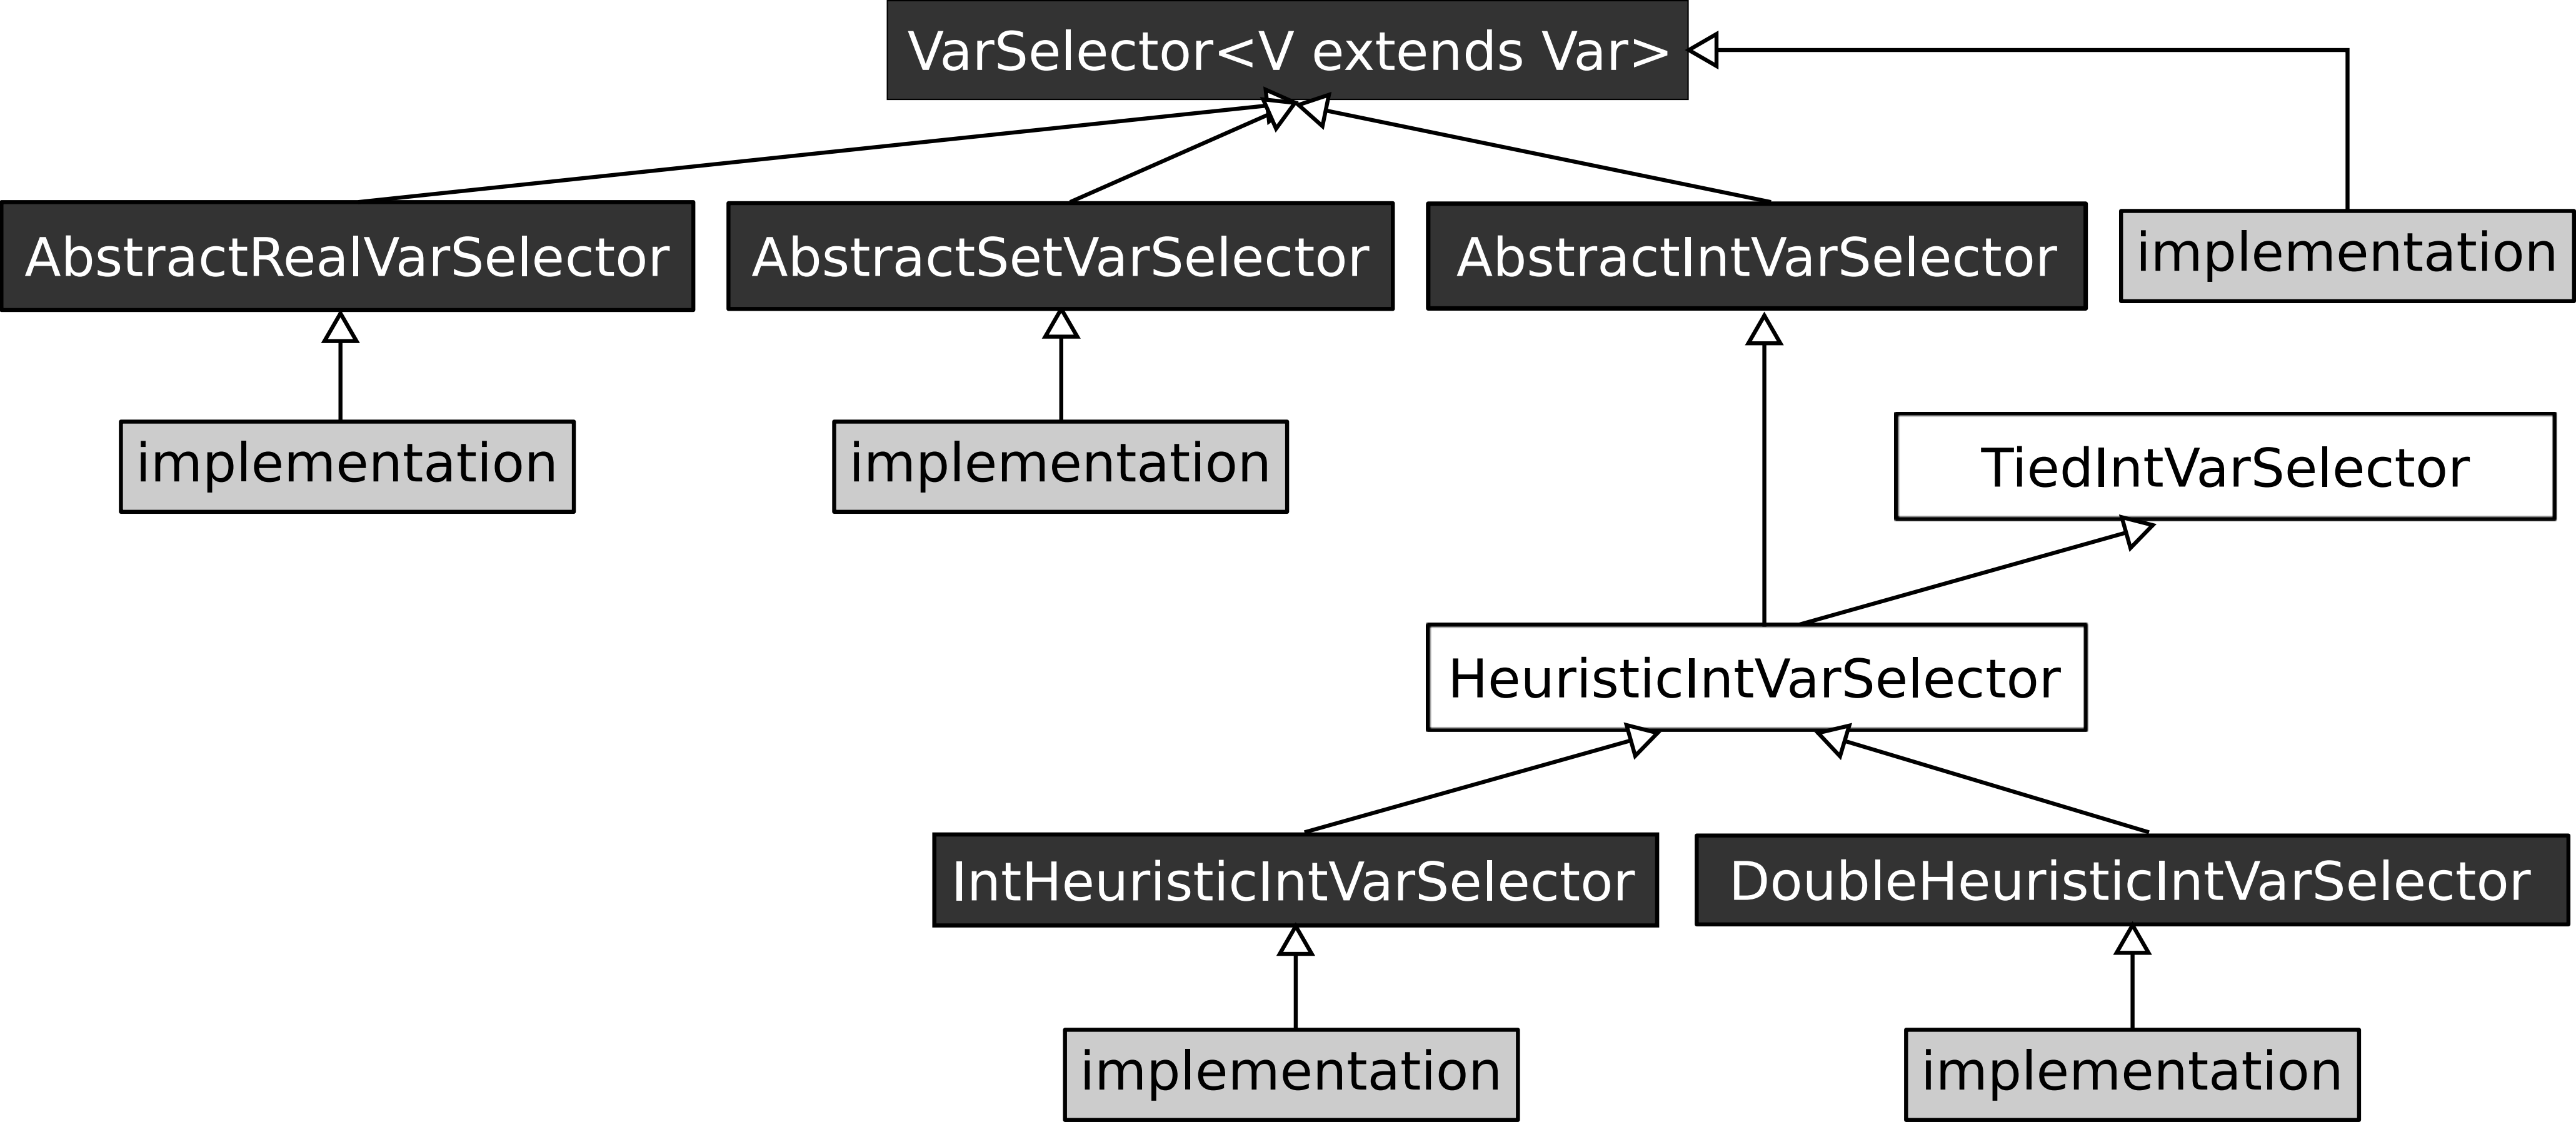 VarSelector<V extends Var>
AbstractRealVarSelector
AbstractSetVarSelector
AbstractIntVarSelector
implementation
implementation
implementation
TiedIntVarSelector
HeuristicIntVarSelector
IntHeuristicIntVarSelector
DoubleHeuristicIntVarSelector
implementation
implementation